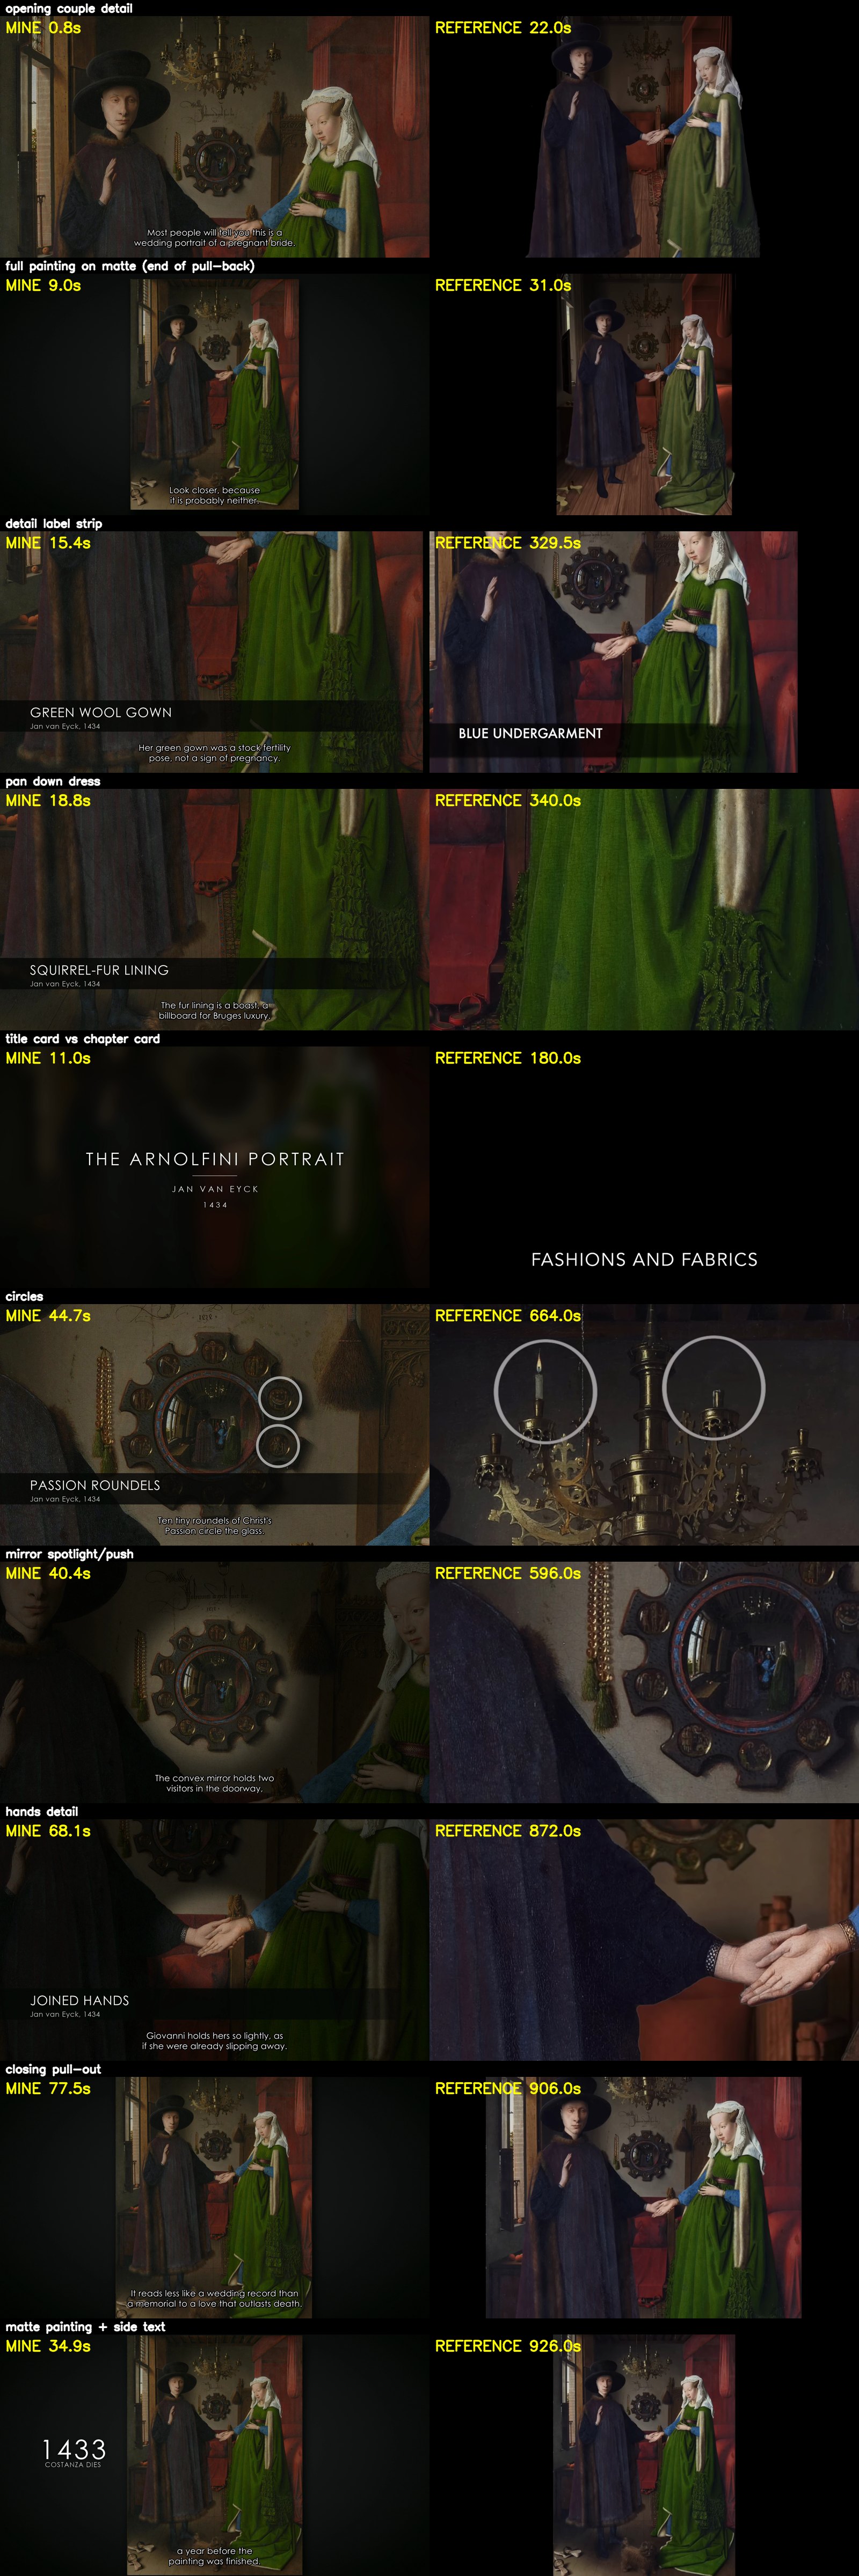 opening couple detail
MINE 0.8s
REFERENCE 22.0s
Most people will tell you this is a
wedding portrait of a pregnant bride.
full painting on matte (end of pull-back)
MINE 9.0s
REFERENCE 31.0s
Look closer, because
it is probably neither.
detail label strip
MINE 15.4s
REFERENCE 329.5s
GREEN WOOL GOWN
Jan van Eyck, 1434
BLUE UNDERGARMENT
Her green gown was a stock fertility
pose, not a sign of pregnancy.
pan down dress
MINE 18.8s
REFERENCE 340.0s
SQUIRREL-FUR LINING
Jan van Eyck, 1434
The fur lining is a boast, a
billboard for Bruges luxury.
title card vs chapter card
MINE 11.0s
REFERENCE 180.0s
THE ARNOLFINI PORTRAIT
JAN VAN EYCK
1434
FASHIONS AND FABRICS
circles
MINE 44.7s
REFERENCE 664.0s
PASSION ROUNDELS
Jan van Eyck, 1434
Ten tiny roundels of Christ's
Passion circle the glass.
mirror spotlight/push
MINE 40.4s
REFERENCE 596.0s
The convex mirror holds two
visitors in the doorway.
hands detail
MINE 68.1s
REFERENCE 872.0s
JOINED HANDS
Jan van Eyck, 1434
Giovanni holds hers so lightly, as
if she were already slipping away.
closing pull-out
MINE 77.5s
REFERENCE 906.0s
It reads less like a wedding record than
a memorial to a love that outlasts death.
matte painting + side text
MINE 34.9s
REFERENCE 926.0s
1433
COSTANZA DIES
a year before the
painting was finished.